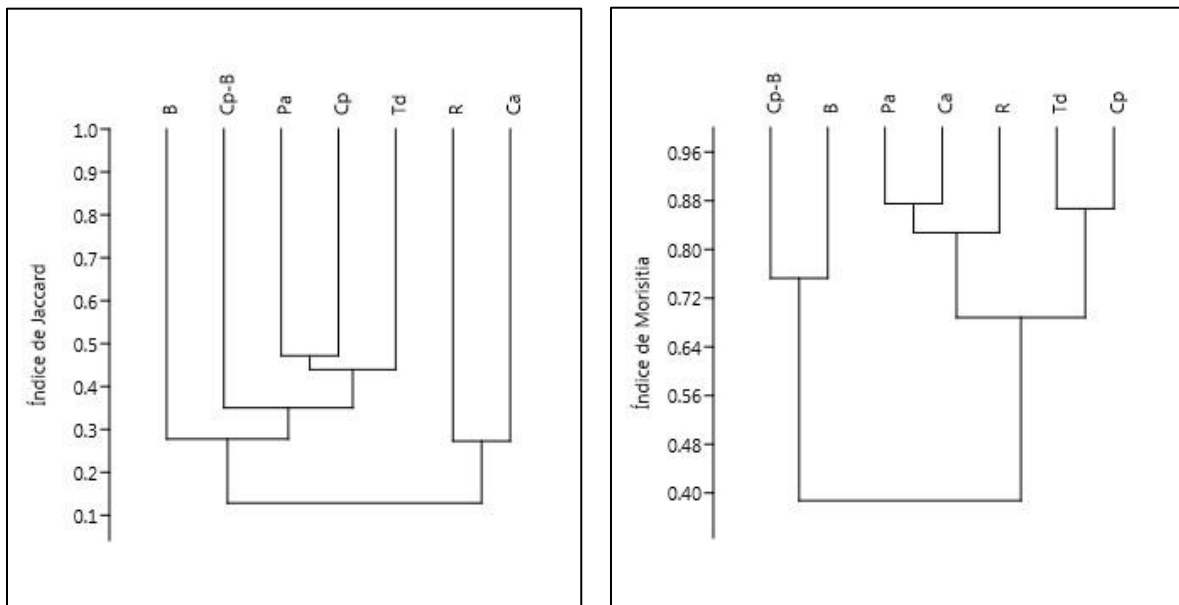 B
Cp-B
Pa
Cp
Td
R
Ca
1.0
0.9
0.8
0.7
0.6
0.5
0.4
0.3
0.2
0.1
Índice de Jaccard
Cp-B
B
Pa
Ca
R
Td
Cp
0.96
0.88
0.80
0.72
0.64
0.56
0.48
0.40
Índice de Morisitia